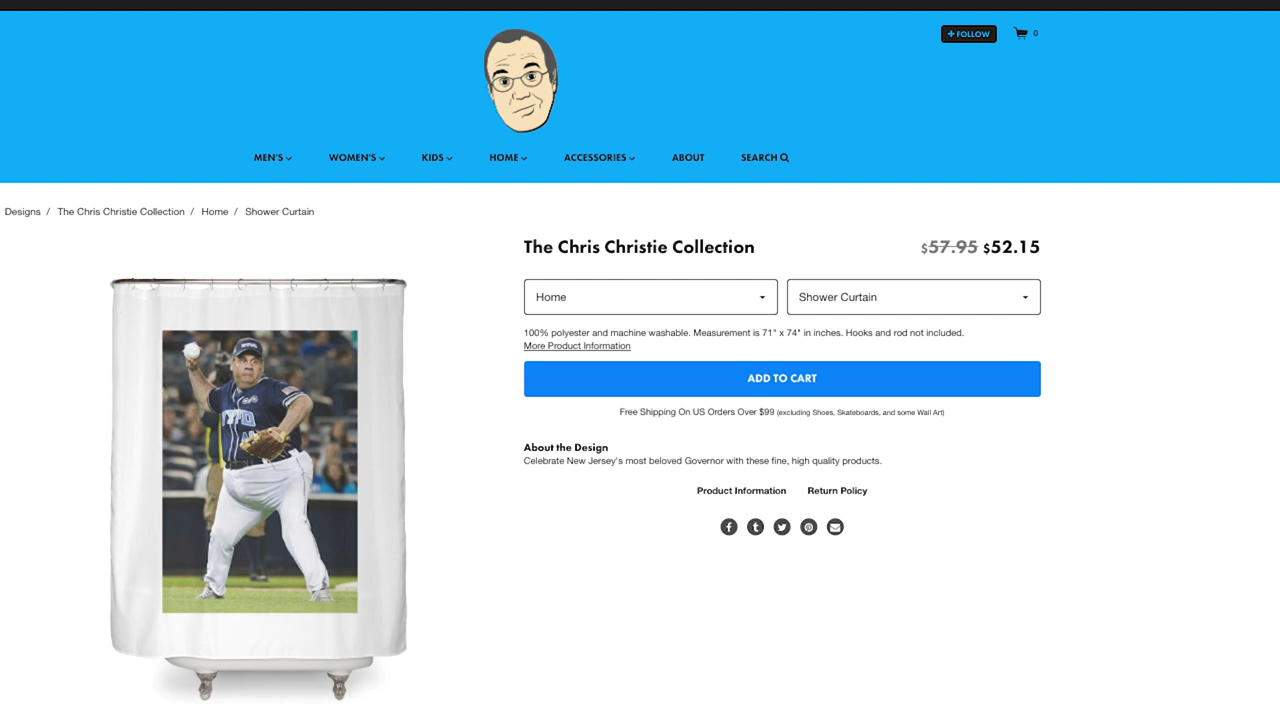 + FOLLOW 0
MEN'S WOMEN'S KIDS HOME ACCESSORIES ABOUT SEARCH
Designs / The Chris Christie Collection / Home / Shower Curtain
The Chris Christie Collection $57.95 $52.15
Home Shower Curtain
100% polyester and machine washable. Measurement is 71" x 74" in inches. Hooks and rod not included.
More Product Information
ADD TO CART
Free Shipping On US Orders Over $99 (excluding Shoes, Skateboards, and some Wall Art)
About the Design
Celebrate New Jersey's most beloved Governor with these fine, high quality products.
Product Information Return Policy